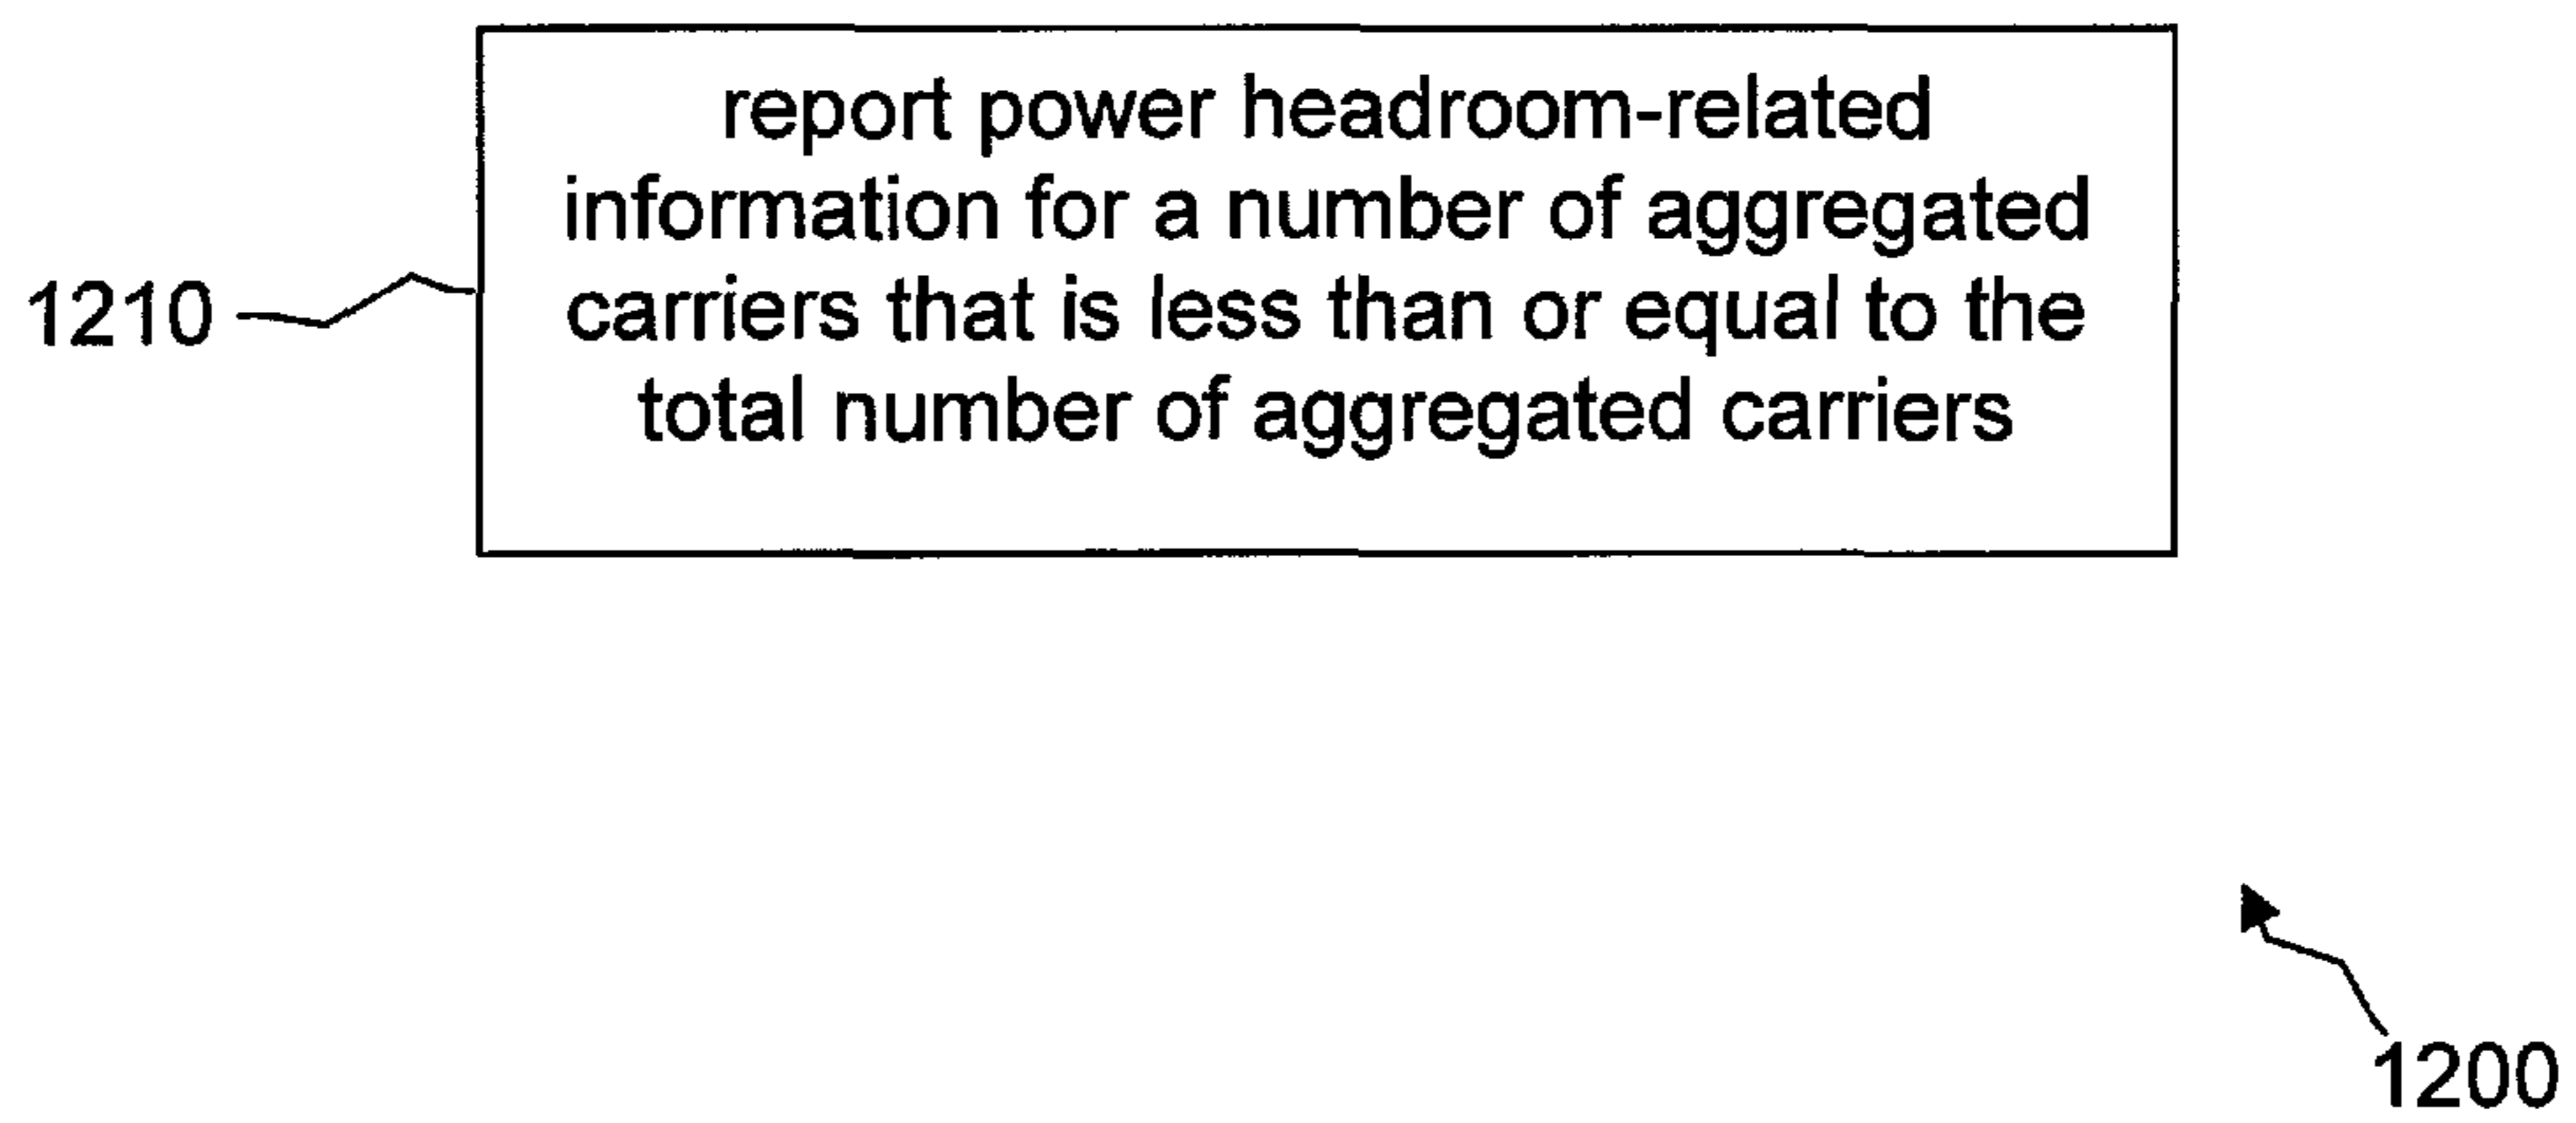 report power headroom-related
information for a number of aggregated
carriers that is less than or equal to the
total number of aggregated carriers
1210
1200